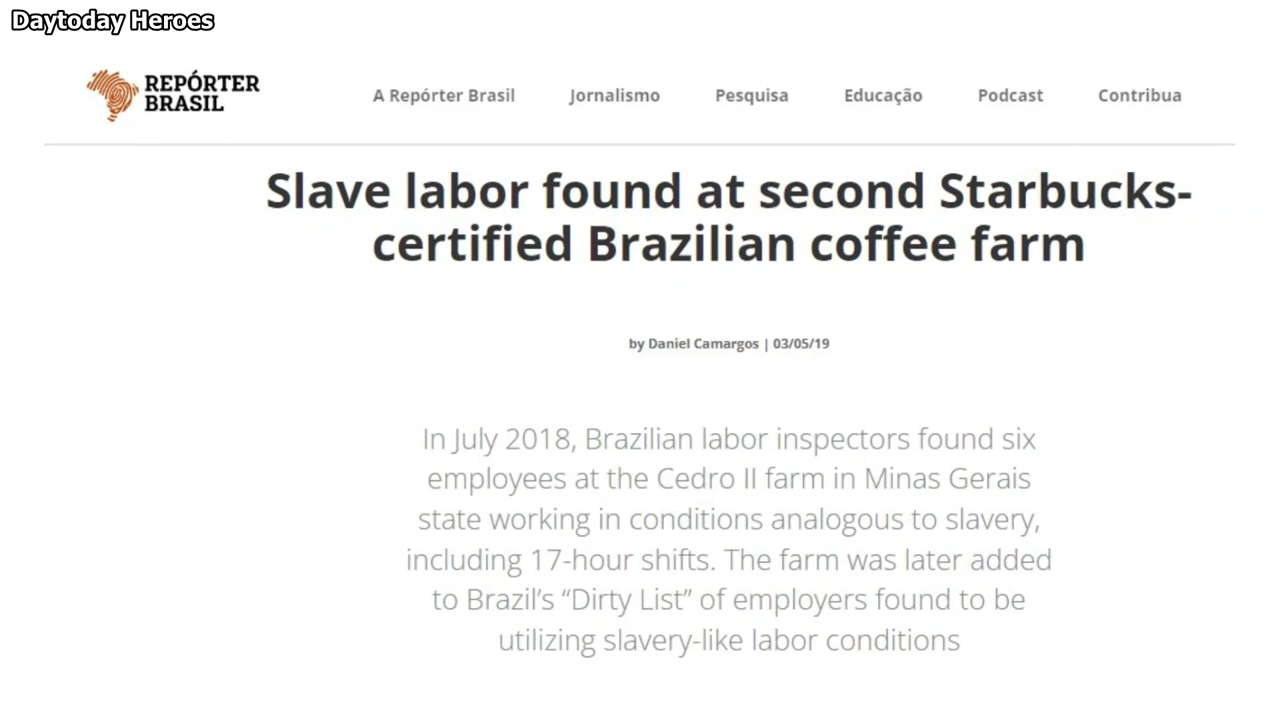 Daytoday Heroes
REPÓRTER
BRASIL
A Repórter Brasil Jornalismo Pesquisa Educação Podcast Contribua
Slave labor found at second Starbucks-
certified Brazilian coffee farm
by Daniel Camargos | 03/05/19
In July 2018, Brazilian labor inspectors found six
employees at the Cedro II farm in Minas Gerais
state working in conditions analogous to slavery,
including 17-hour shifts. The farm was later added
to Brazil’s “Dirty List” of employers found to be
utilizing slavery-like labor conditions